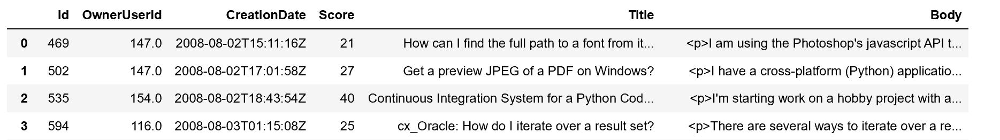 Id OwnerUserId CreationDate Score Title Body
0 469 147.0 2008-08-02T15:11:16Z 21 How can I find the full path to a font from it... <p>I am using the Photoshop's javascript API t...
1 502 147.0 2008-08-02T17:01:58Z 27 Get a preview JPEG of a PDF on Windows? <p>I have a cross-platform (Python) applicatio...
2 535 154.0 2008-08-02T18:43:54Z 40 Continuous Integration System for a Python Cod... <p>I'm starting work on a hobby project with a...
3 594 116.0 2008-08-03T01:15:08Z 25 cx_Oracle: How do I iterate over a result set? <p>There are several ways to iterate over a re...